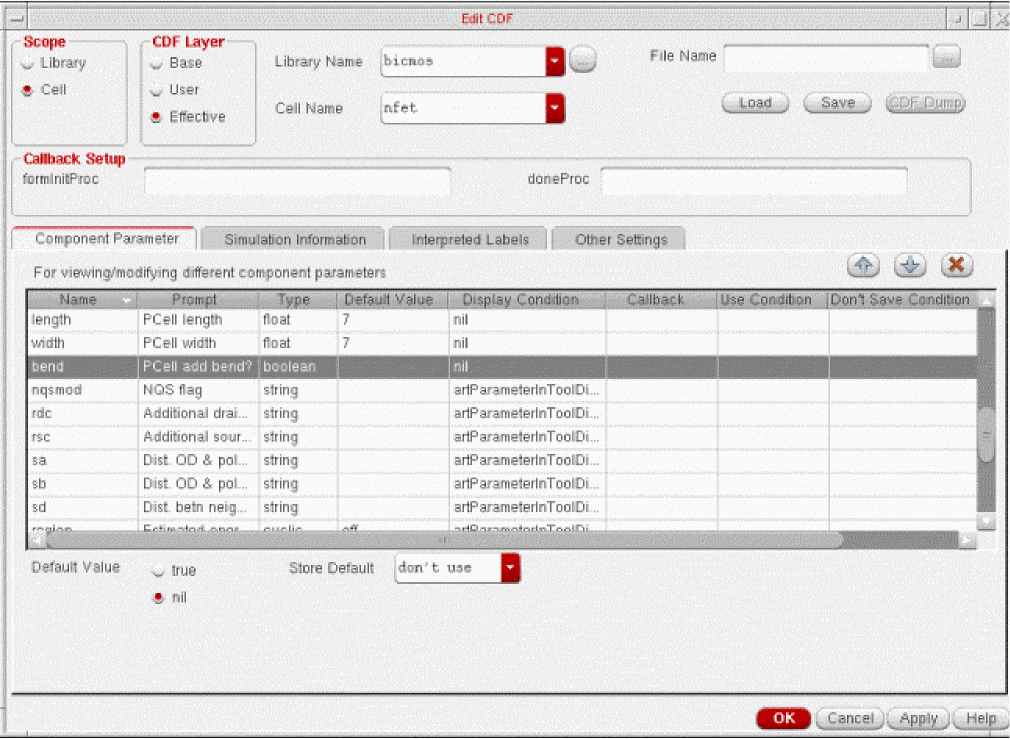 Edit CDF
Scope
Library
Cell
CDF Layer
Base
User
Effective
Library Name bicmos ...
Cell Name nfet
File Name ...
Load Save CDF Dump
Callback Setup
formInitProc doneProc
Component Parameter Simulation Information Interpreted Labels Other Settings
For viewing/modifying different component parameters
Name Prompt Type Default Value Display Condition Callback Use Condition Don't Save Condition
length PCell length float 7 nil
width PCell width float 7 nil
bend PCell add bend? boolean nil
nqsmod NQS flag string artParameterInToolDi...
rdc Additional drai... string artParameterInToolDi...
rsc Additional sour... string artParameterInToolDi...
sa Dist. OD & pol... string artParameterInToolDi...
sb Dist. OD & pol... string artParameterInToolDi...
sd Dist. betn neig... string artParameterInToolDi...
region Estimated oper... cyclic off artParameterInToolDi...
Default Value true Store Default don't use
nil
OK Cancel Apply Help